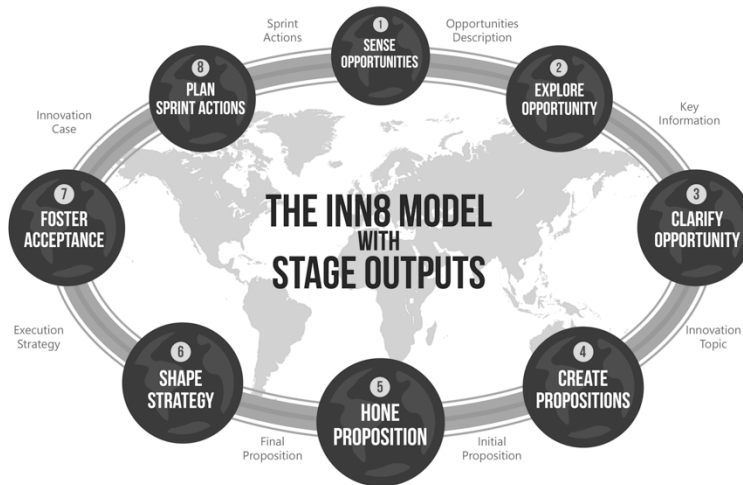 1
SENSE
OPPORTUNITIES
Opportunities
Description
2
EXPLORE
OPPORTUNITY
Key
Information
3
CLARIFY
OPPORTUNITY
Innovation
Topic
4
CREATE
PROPOSITIONS
Initial
Proposition
5
HONE
PROPOSITION
Final
Proposition
6
SHAPE
STRATEGY
Execution
Strategy
7
FOSTER
ACCEPTANCE
Innovation
Case
8
PLAN
SPRINT ACTIONS
Sprint
Actions
THE INN8 MODEL
WITH
STAGE OUTPUTS